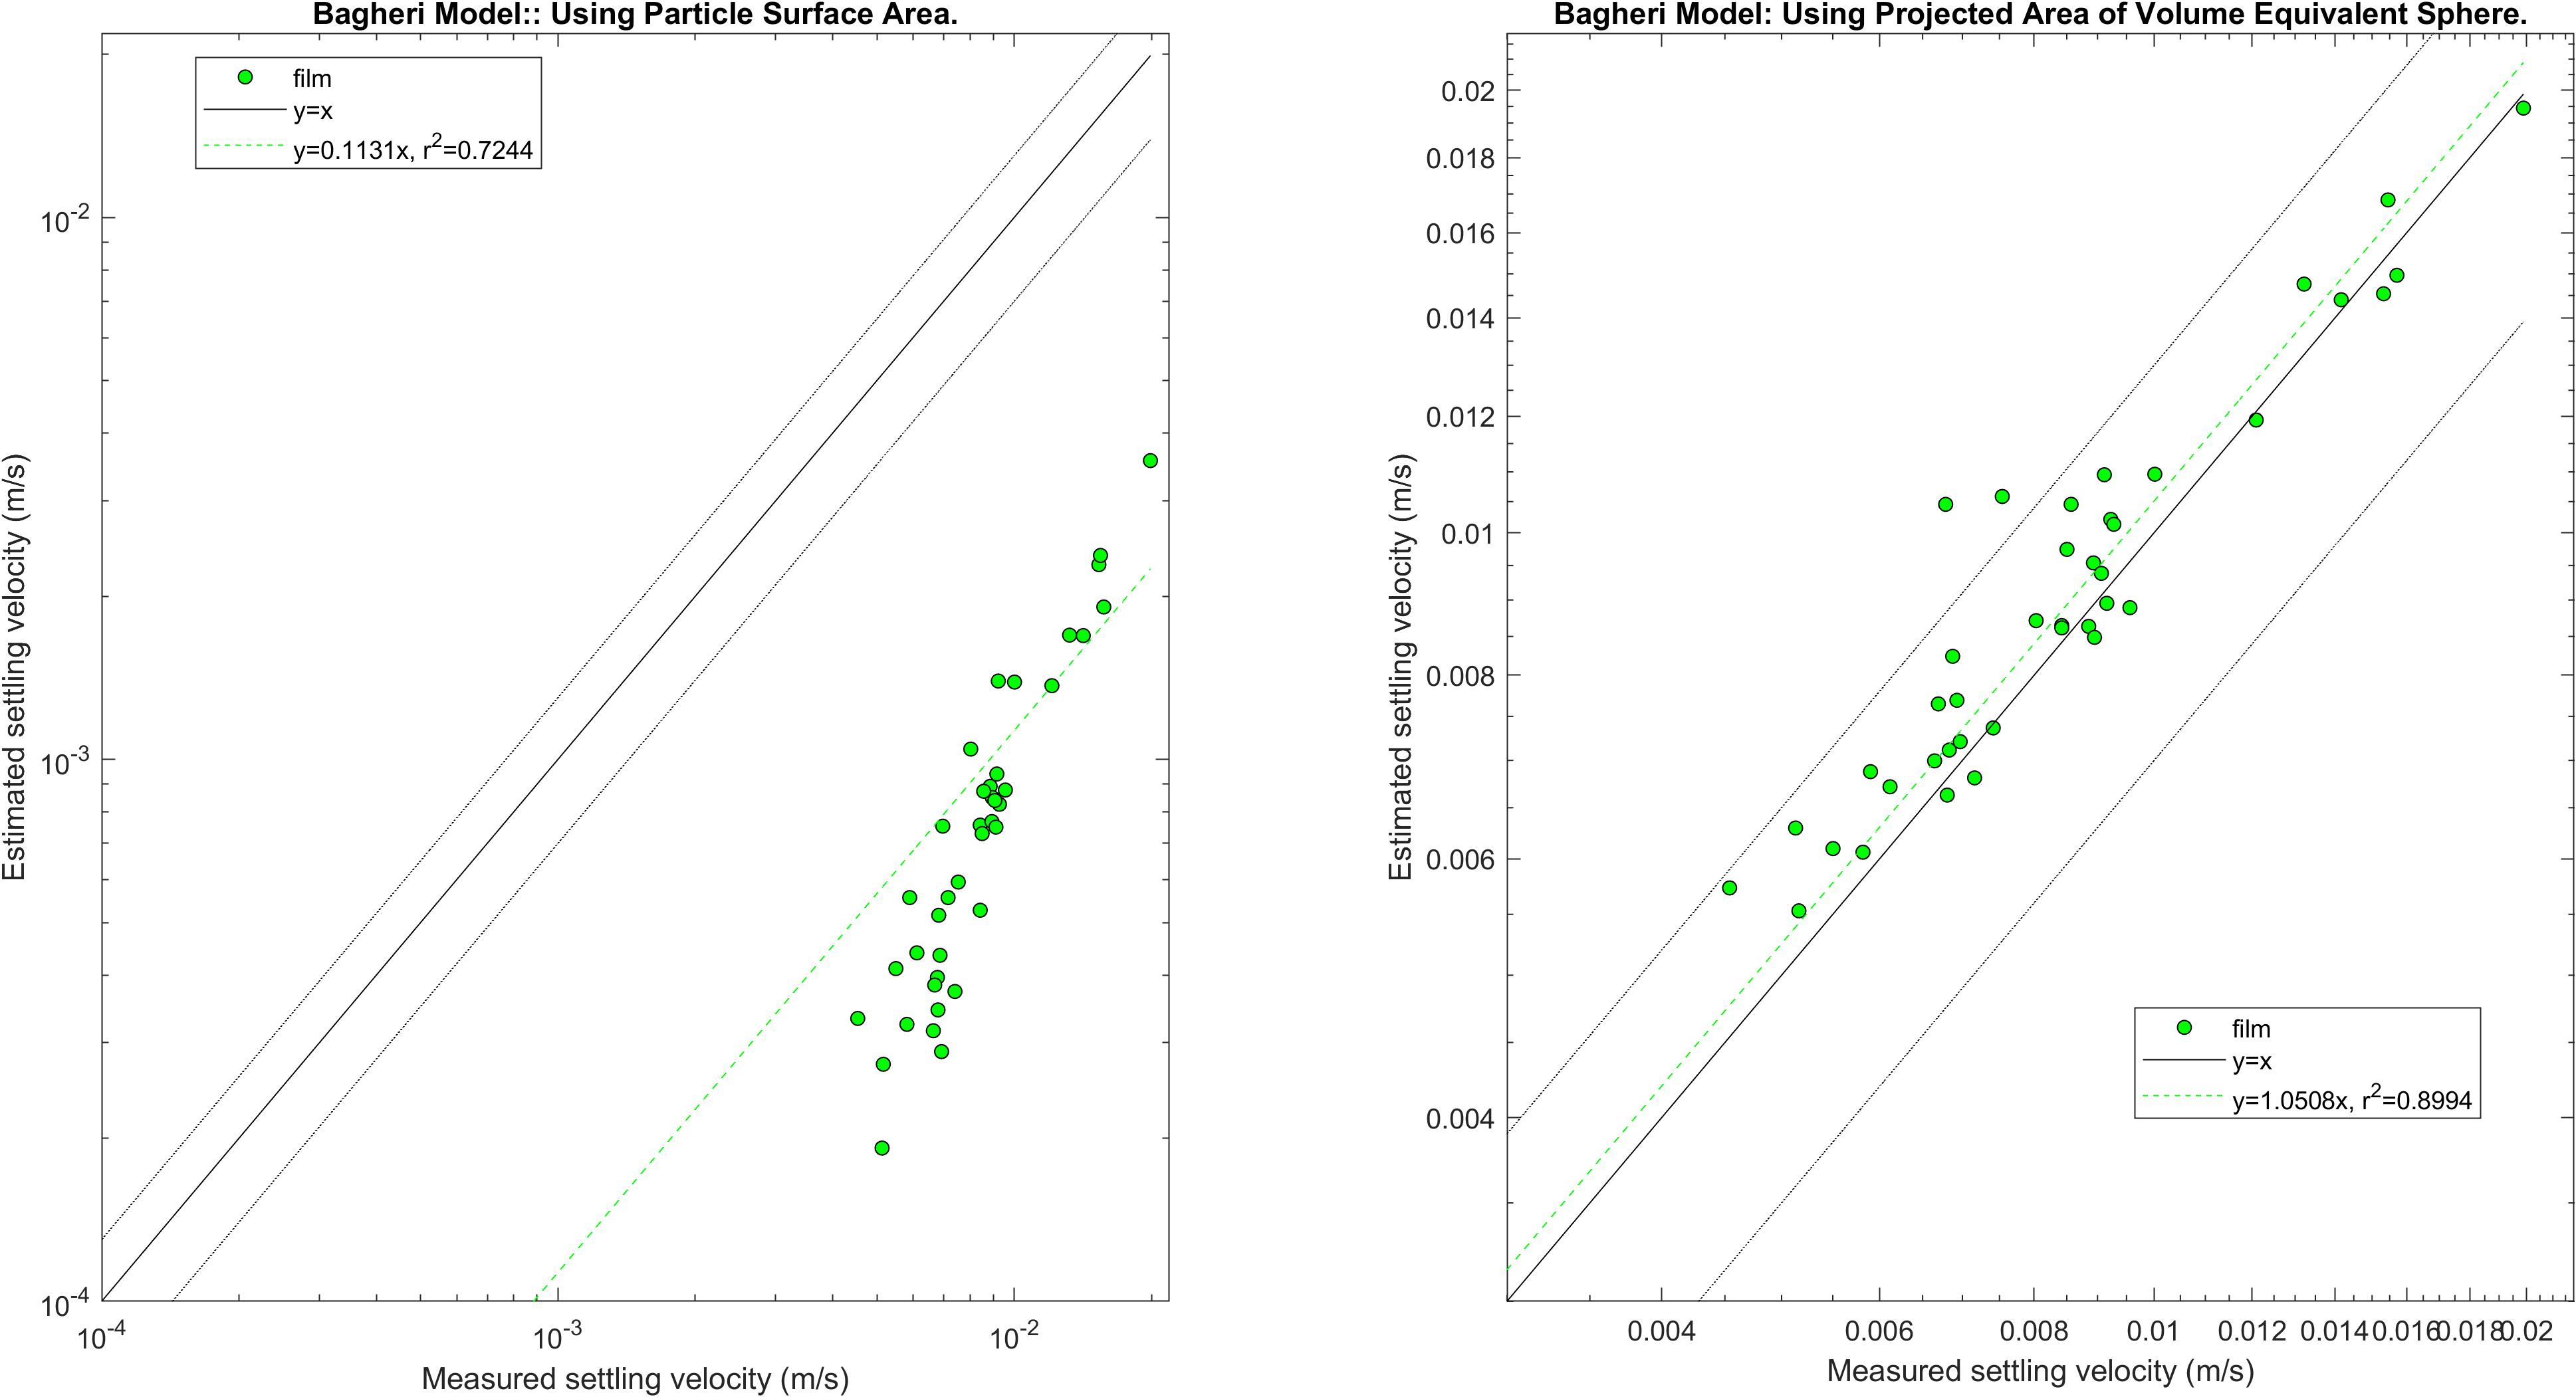 Bagheri Model:: Using Particle Surface Area.
film
y=x
y=0.1131x, r²=0.7244
Estimated settling velocity (m/s)
10⁻²
10⁻³
10⁻⁴
10⁻⁴ 10⁻³ 10⁻²
Measured settling velocity (m/s)
Bagheri Model: Using Projected Area of Volume Equivalent Sphere.
Estimated settling velocity (m/s)
0.02
0.018
0.016
0.014
0.012
0.01
0.008
0.006
0.004
film
y=x
y=1.0508x, r²=0.8994
0.004 0.006 0.008 0.01 0.012 0.014 0.016 0.018 0.02
Measured settling velocity (m/s)